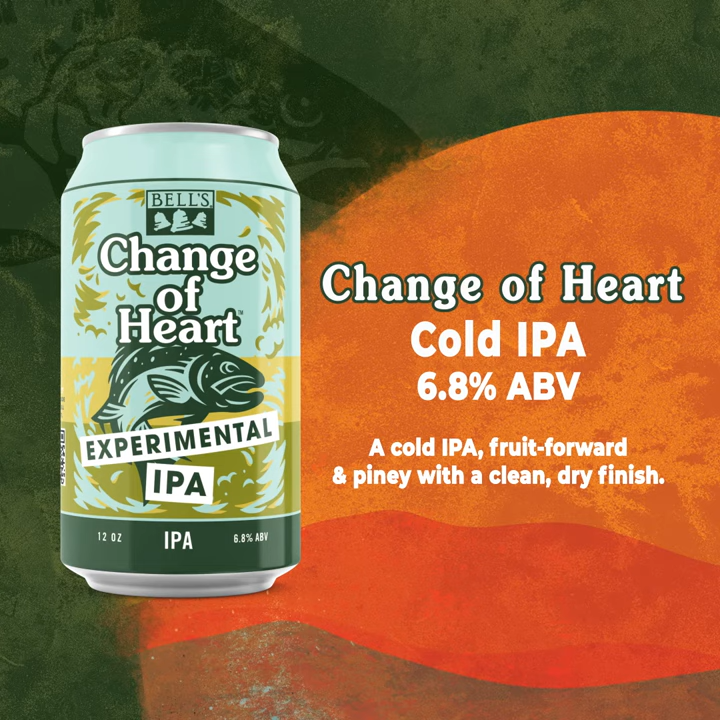 BELL'S
Change
of
Heart™
EXPERIMENTAL
IPA
12 OZ IPA 6.8% ABV
Change of Heart
Cold IPA
6.8% ABV
A cold IPA, fruit-forward
& piney with a clean, dry finish.